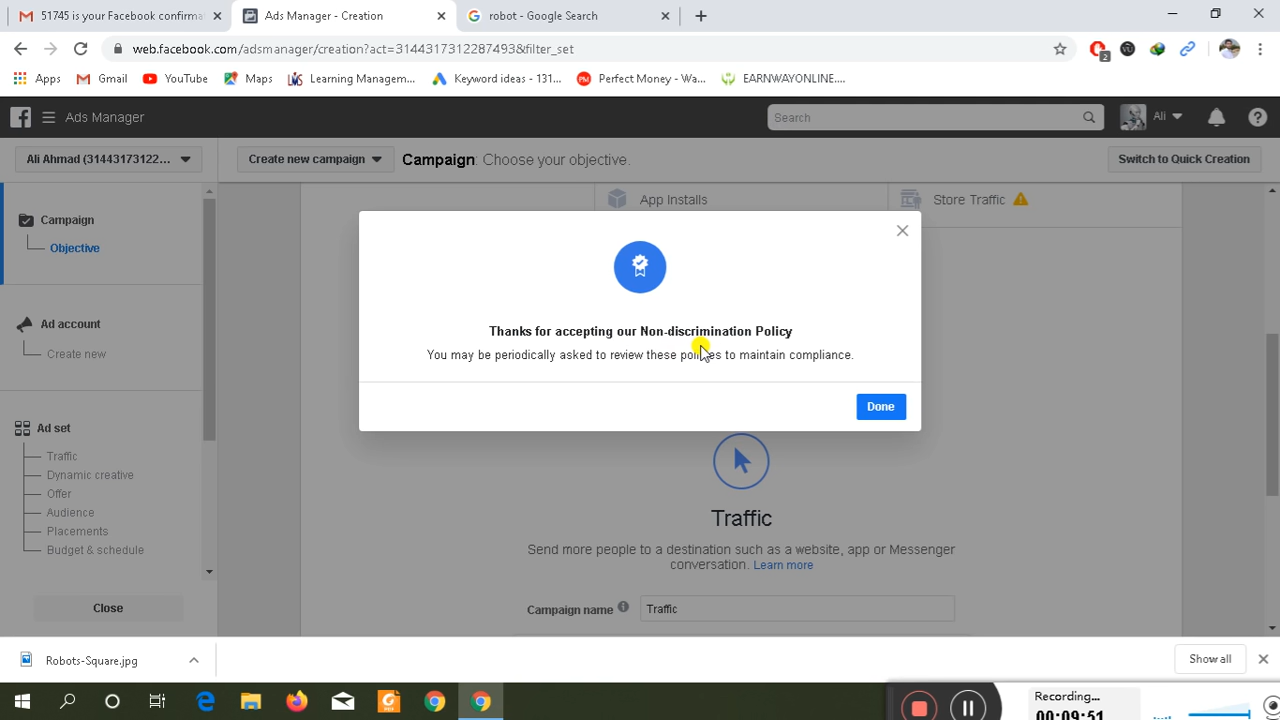 51745 is your Facebook confirma
Ads Manager - Creation
robot - Google Search
web.facebook.com/adsmanager/creation?act=3144317312287493&filter_set
2
Apps
Gmail
YouTube
Maps
Learning Managem...
Keyword ideas - 131...
Perfect Money - Wa...
EARNWAYONLINE....
Ads Manager
Search
Ali
Ali Ahmad (31443173122...
Create new campaign
Campaign: Choose your objective.
Switch to Quick Creation
Campaign
Objective
App Installs
Store Traffic
Thanks for accepting our Non-discrimination Policy
You may be periodically asked to review these policies to maintain compliance.
Done
Ad account
Create new
Ad set
Traffic
Dynamic creative
Offer
Audience
Placements
Budget & schedule
Close
Traffic
Send more people to a destination such as a website, app or Messenger
conversation. Learn more
Campaign name
Traffic
Robots-Square.jpg
Show all
Recording...
00:09:51